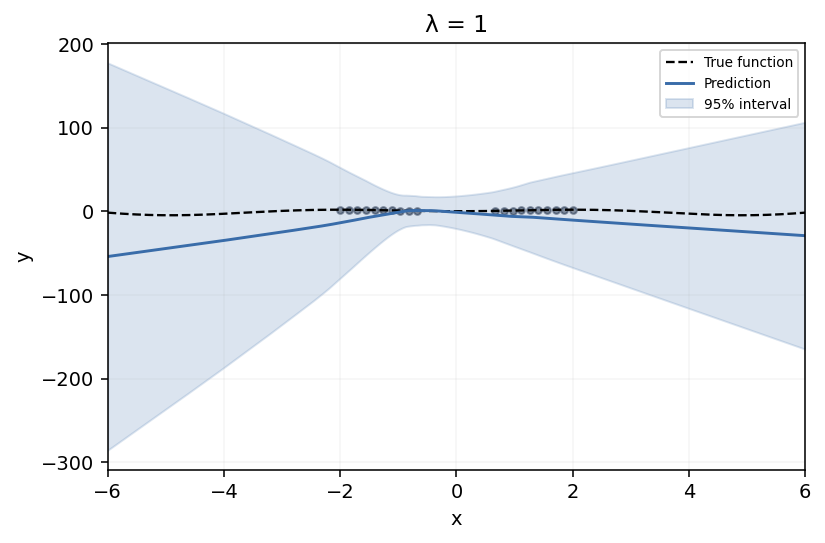 λ = 1
200
100
0
−100
−200
−300
y
−6
−4
−2
0
2
4
6
x
True function
Prediction
95% interval